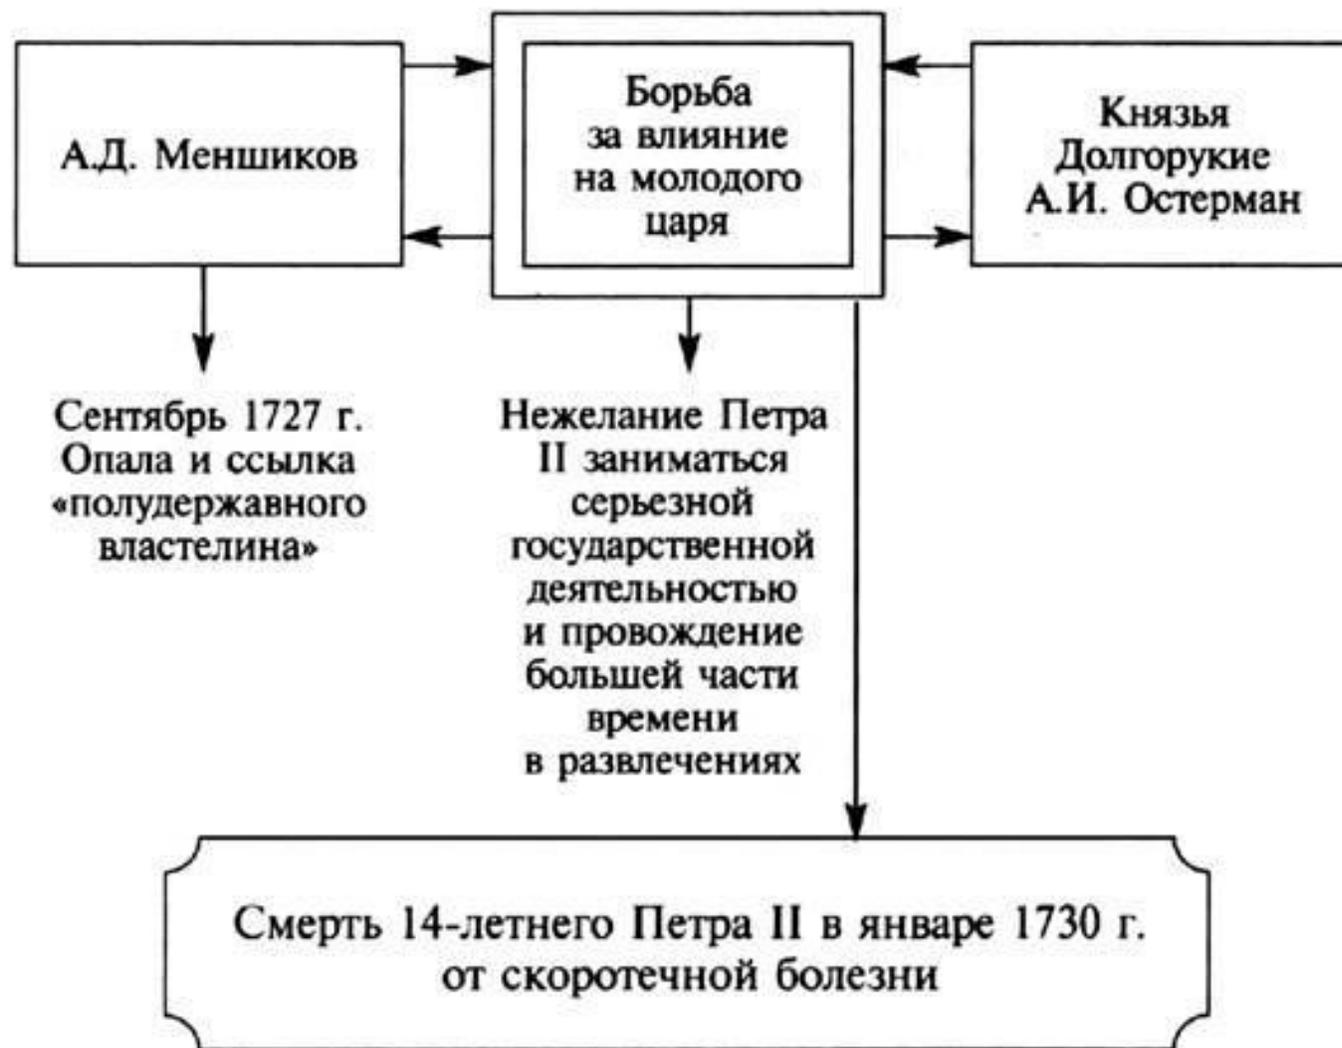 А.Д. Меншиков
Борьба
за влияние
на молодого
царя
Князья
Долгорукие
А.И. Остерман
Сентябрь 1727 г.
Опала и ссылка
«полудержавного
властелина»
Нежелание Петра
II заниматься
серьезной
государственной
деятельностью
и провождение
большей части
времени
в развлечениях
Смерть 14-летнего Петра II в январе 1730 г.
от скоротечной болезни